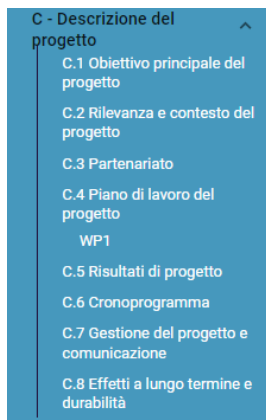 C - Descrizione del
progetto
C.1 Obiettivo principale del
progetto
C.2 Rilevanza e contesto del
progetto
C.3 Partenariato
C.4 Piano di lavoro del
progetto
WP1
C.5 Risultati di progetto
C.6 Cronoprogramma
C.7 Gestione del progetto e
comunicazione
C.8 Effetti a lungo termine e
durabilità